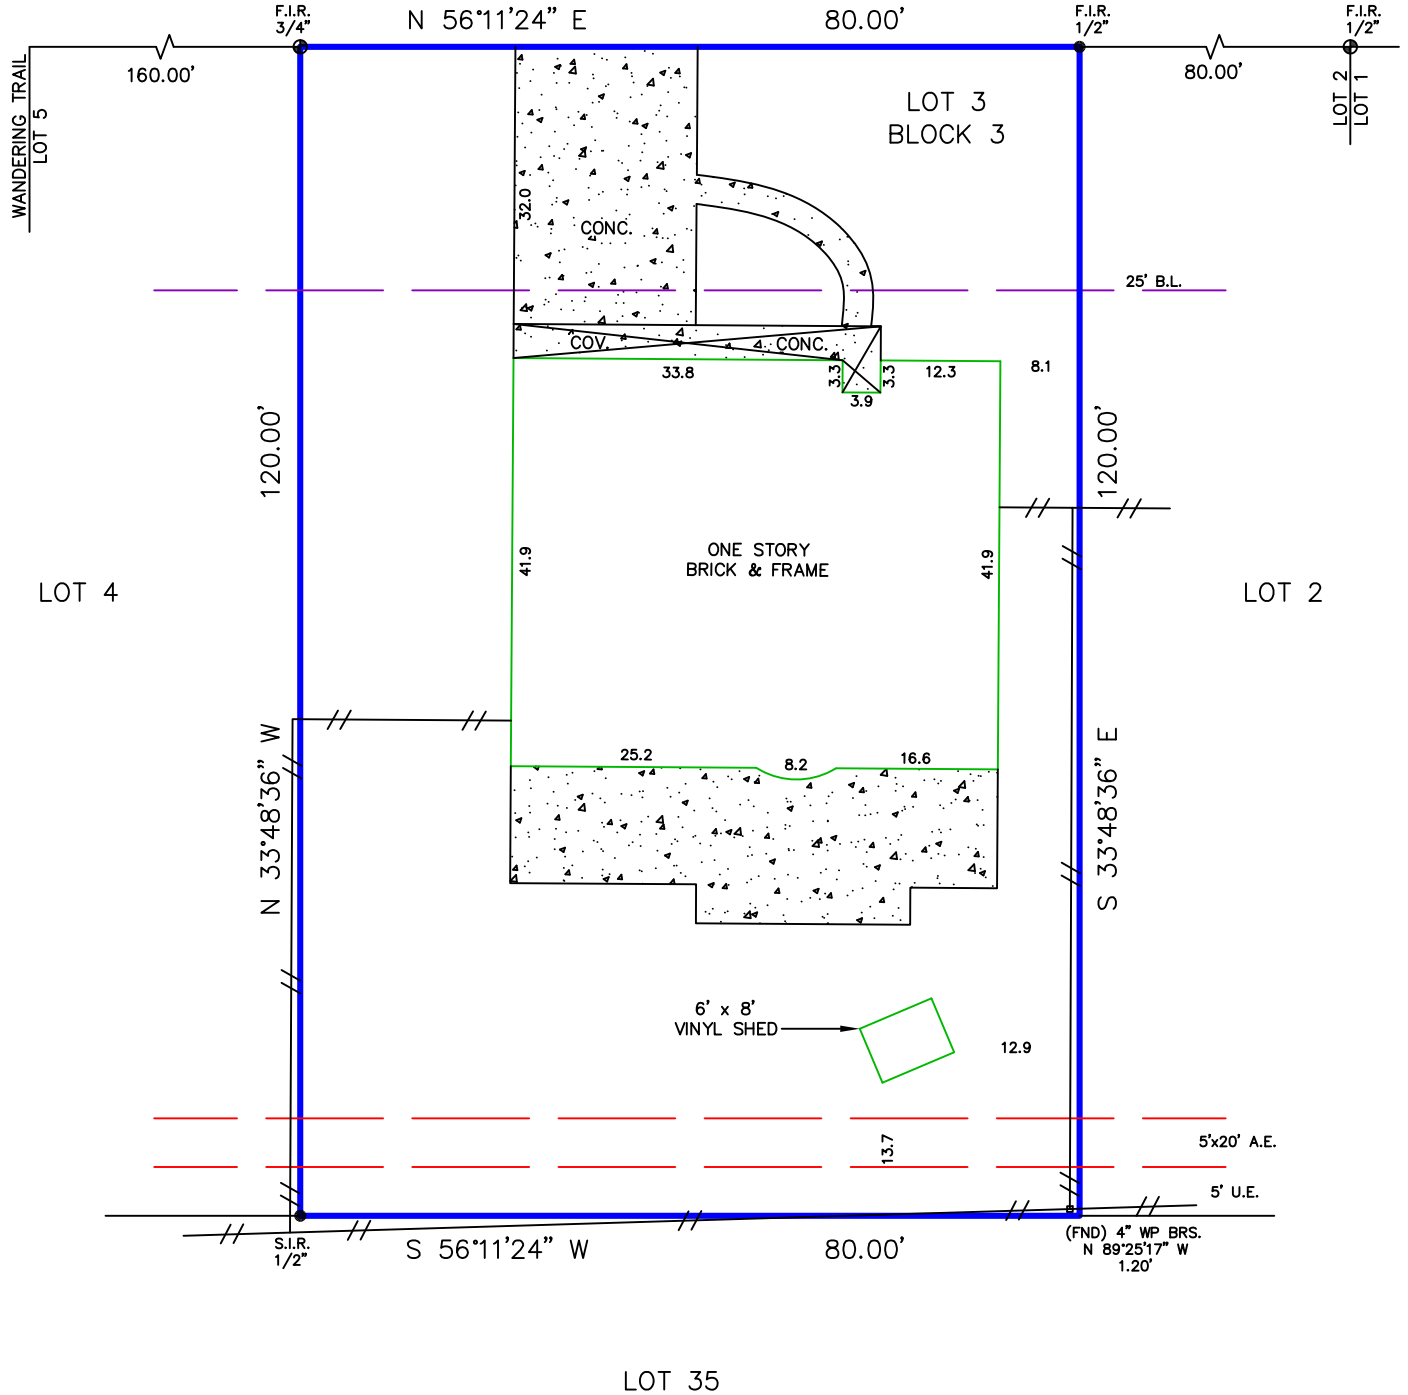 F.I.R.
3/4"
N 56°11'24" E
80.00'
F.I.R.
1/2"
F.I.R.
1/2"
160.00'
80.00'
WANDERING TRAIL
LOT 5
LOT 2
LOT 1
LOT 3
BLOCK 3
32.0
CONC.
25' B.L.
COV.
CONC.
33.8
3.3
3.3
3.9
12.3
8.1
120.00'
120.00'
41.9
ONE STORY
BRICK & FRAME
41.9
LOT 4
LOT 2
N 33°48'36" W
S 33°48'36" E
25.2
8.2
16.6
6' x 8'
VINYL SHED
12.9
13.7
5'x20' A.E.
5' U.E.
S.I.R.
1/2"
S 56°11'24" W
80.00'
(FND) 4" WP BRS.
N 89°25'17" W
1.20'
LOT 35